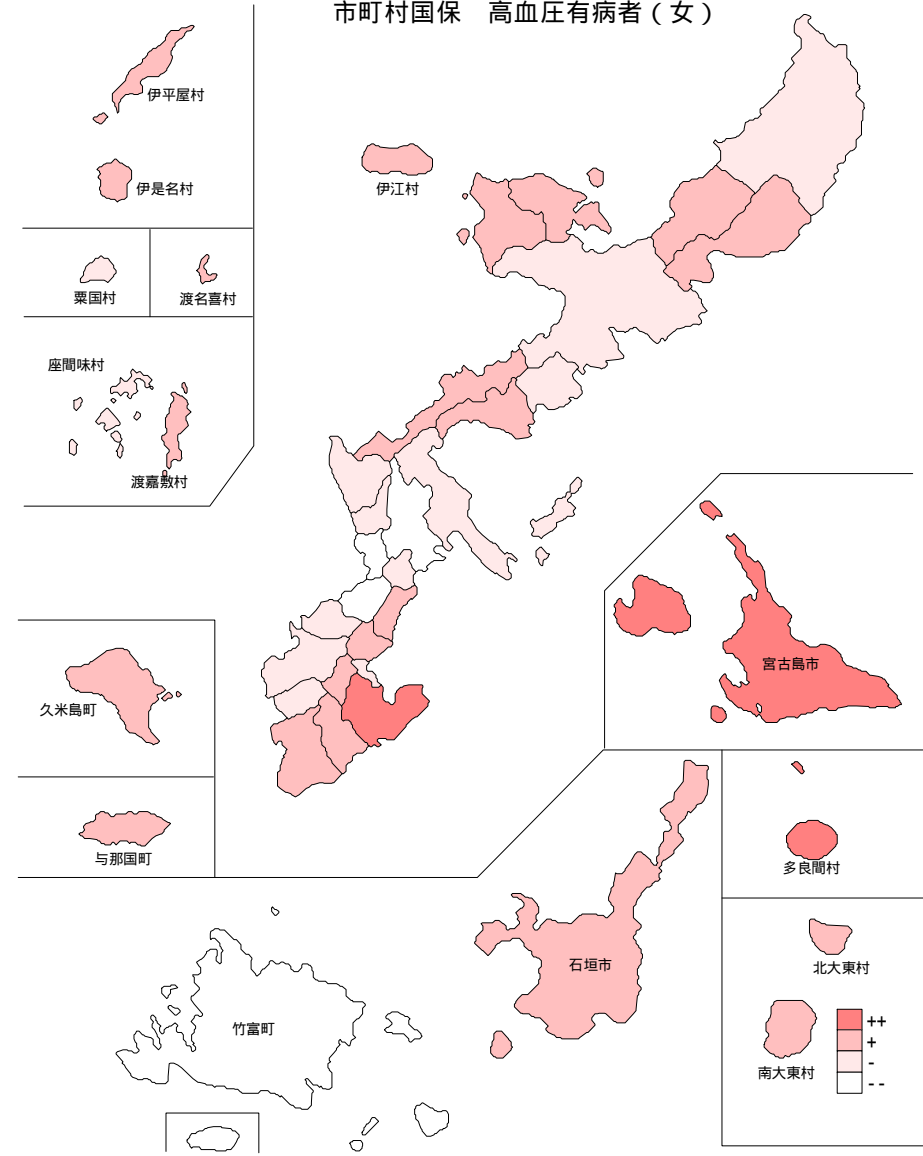 市町村国保　高血圧有病者（女）
伊平屋村
伊是名村
伊江村
粟国村
渡名喜村
座間味村
渡嘉敷村
宮古島市
久米島町
与那国町
多良間村
石垣市
北大東村
竹富町
南大東村
++
+
-
--